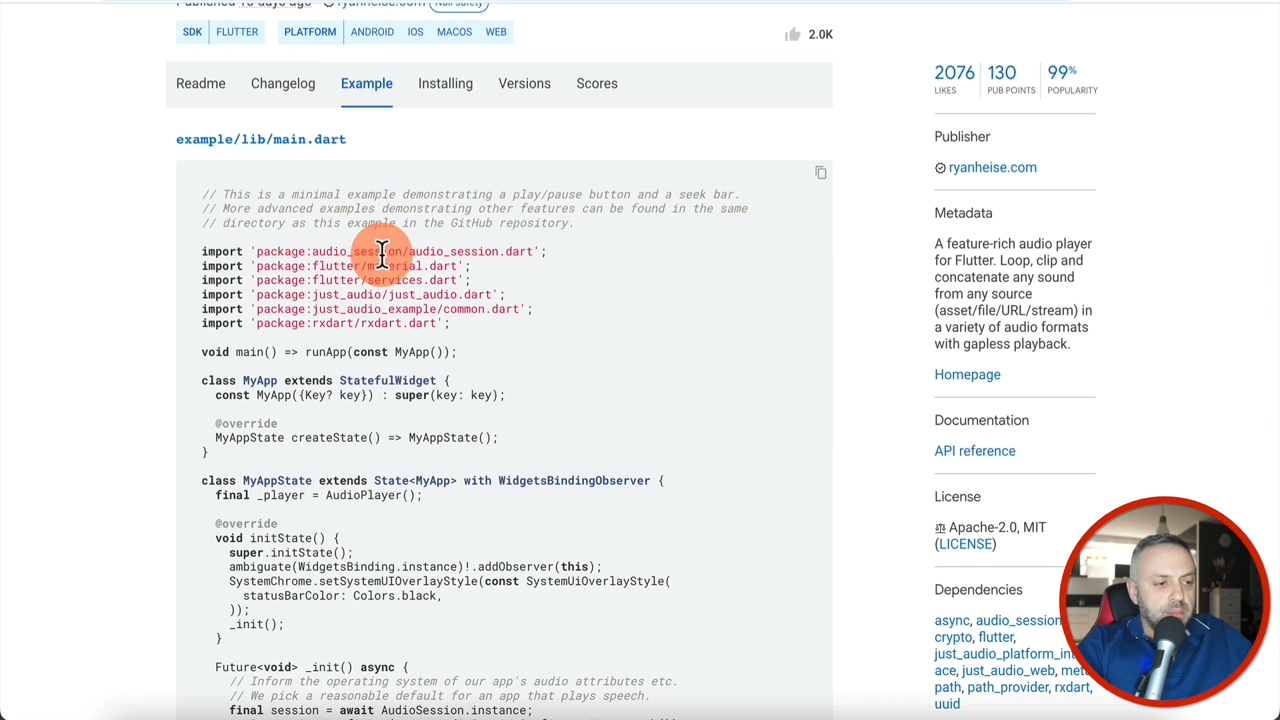 SDK FLUTTER PLATFORM ANDROID IOS MACOS WEB
2.0K
Readme Changelog Example Installing Versions Scores
example/lib/main.dart
// This is a minimal example demonstrating a play/pause button and a seek bar.
// More advanced examples demonstrating other features can be found in the same
// directory as this example in the GitHub repository.
import 'package:audio_session/audio_session.dart';
import 'package:flutter/material.dart';
import 'package:flutter/services.dart';
import 'package:just_audio/just_audio.dart';
import 'package:just_audio_example/common.dart';
import 'package:rxdart/rxdart.dart';
void main() => runApp(const MyApp());
class MyApp extends StatefulWidget {
const MyApp({Key? key}) : super(key: key);
@override
MyAppState createState() => MyAppState();
}
class MyAppState extends State<MyApp> with WidgetsBindingObserver {
final _player = AudioPlayer();
@override
void initState() {
super.initState();
ambiguate(WidgetsBinding.instance)!.addObserver(this);
SystemChrome.setSystemUIOverlayStyle(const SystemUiOverlayStyle(
statusBarColor: Colors.black,
));
_init();
}
Future<void> _init() async {
// Inform the operating system of our app's audio attributes etc.
// We pick a reasonable default for an app that plays speech.
final session = await AudioSession.instance;
2076 130 99%
LIKES PUB POINTS POPULARITY
Publisher
ryanheise.com
Metadata
A feature-rich audio player
for Flutter. Loop, clip and
concatenate any sound
from any source
(asset/file/URL/stream) in
a variety of audio formats
with gapless playback.
Homepage
Documentation
API reference
License
Apache-2.0, MIT
(LICENSE)
Dependencies
async, audio_session
crypto, flutter,
just_audio_platform_int
ace, just_audio_web, meta
path, path_provider, rxdart,
uuid